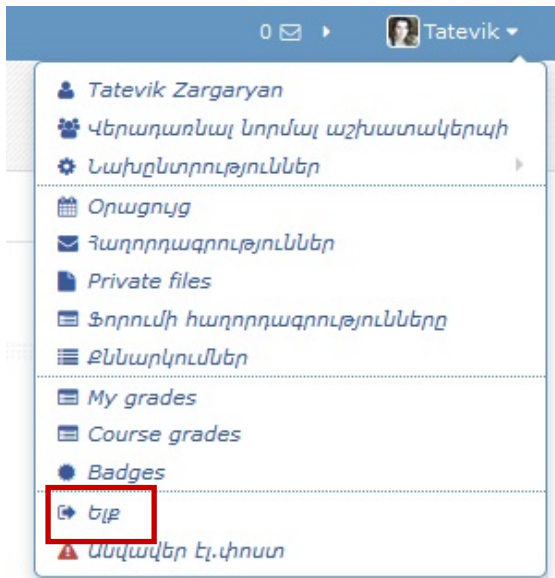 0 Tatevik
Tatevik Zargaryan
Վերադառնալ նորմալ աշխատակերպի
Նախընտրություններ
Օրացույց
Հաղորդագրություններ
Private files
Ֆորումի հաղորդագրությունները
Քննարկումներ
My grades
Course grades
Badges
Ելք
Անվավեր էլ.փոստ